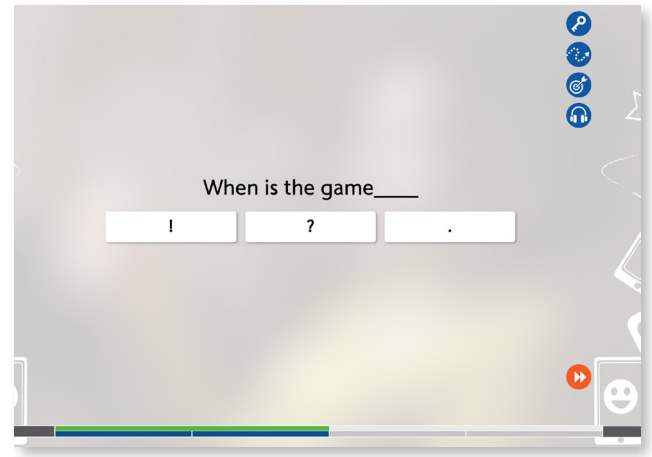 When is the game____
! ? .